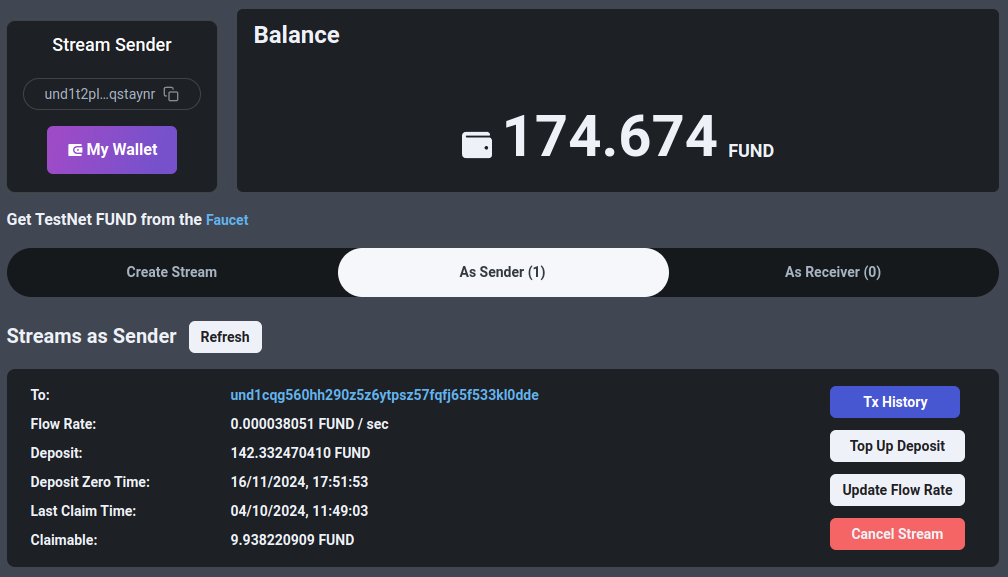 Stream Sender
und1t2pl...qstaynr
My Wallet
Balance
174.674 FUND
Get TestNet FUND from the Faucet
Create Stream
As Sender (1)
As Receiver (0)
Streams as Sender
Refresh
To: und1cqg560hh290z5z6ytpsz57fqfj65f533kl0dde
Flow Rate: 0.000038051 FUND / sec
Deposit: 142.332470410 FUND
Deposit Zero Time: 16/11/2024, 17:51:53
Last Claim Time: 04/10/2024, 11:49:03
Claimable: 9.938220909 FUND
Tx History
Top Up Deposit
Update Flow Rate
Cancel Stream